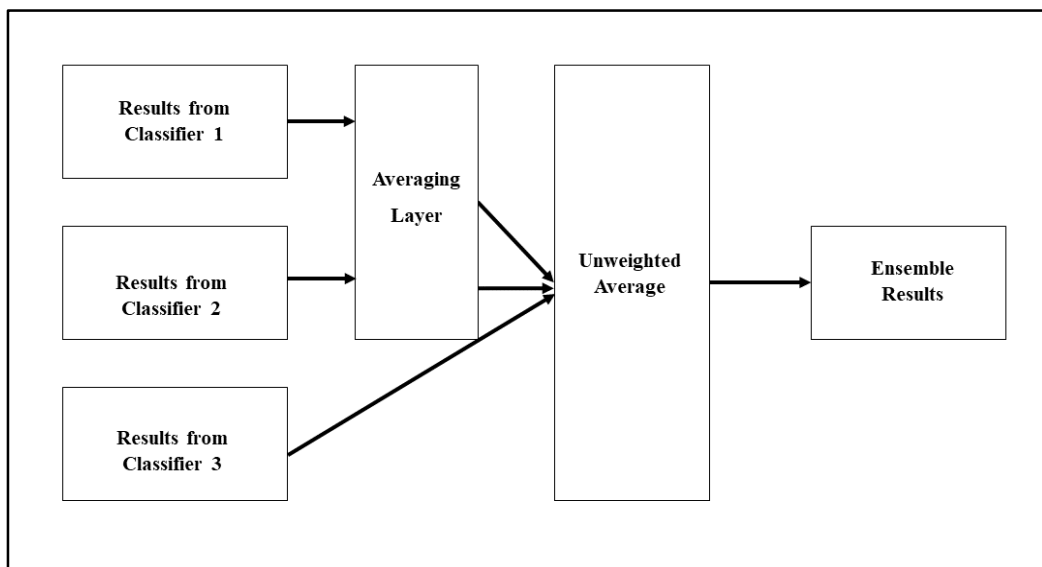 Results from
Classifier 1
Averaging
Layer
Results from
Classifier 2
Unweighted
Average
Ensemble
Results
Results from
Classifier 3